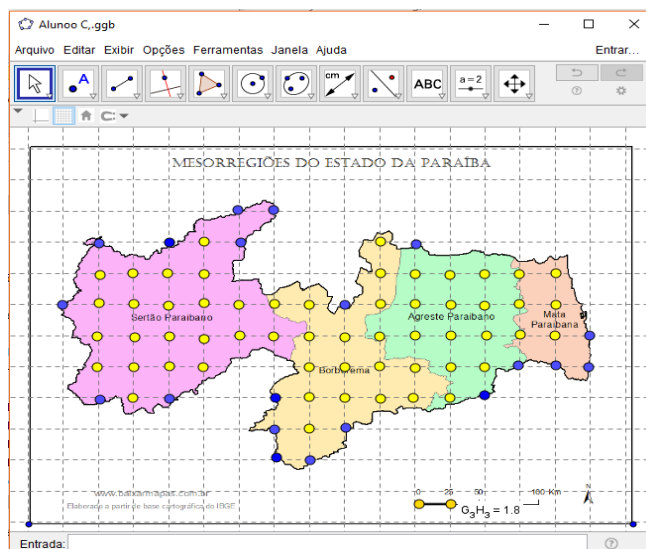 Alunoo C,.ggb
Arquivo Editar Exibir Opções Ferramentas Janela Ajuda
Entrar...
A
cm
ABC
a=2
MESORREGIÕES DO ESTADO DA PARAÍBA
Sertão Paraibano
Agreste Paraibano
Mata
Paraibana
Borborema
www.baixarmapas.com.br
Elaborado a partir de base cartográfica do IBGE
0 25 50 100 Km
G₃H₃ = 1.8
N
Entrada: